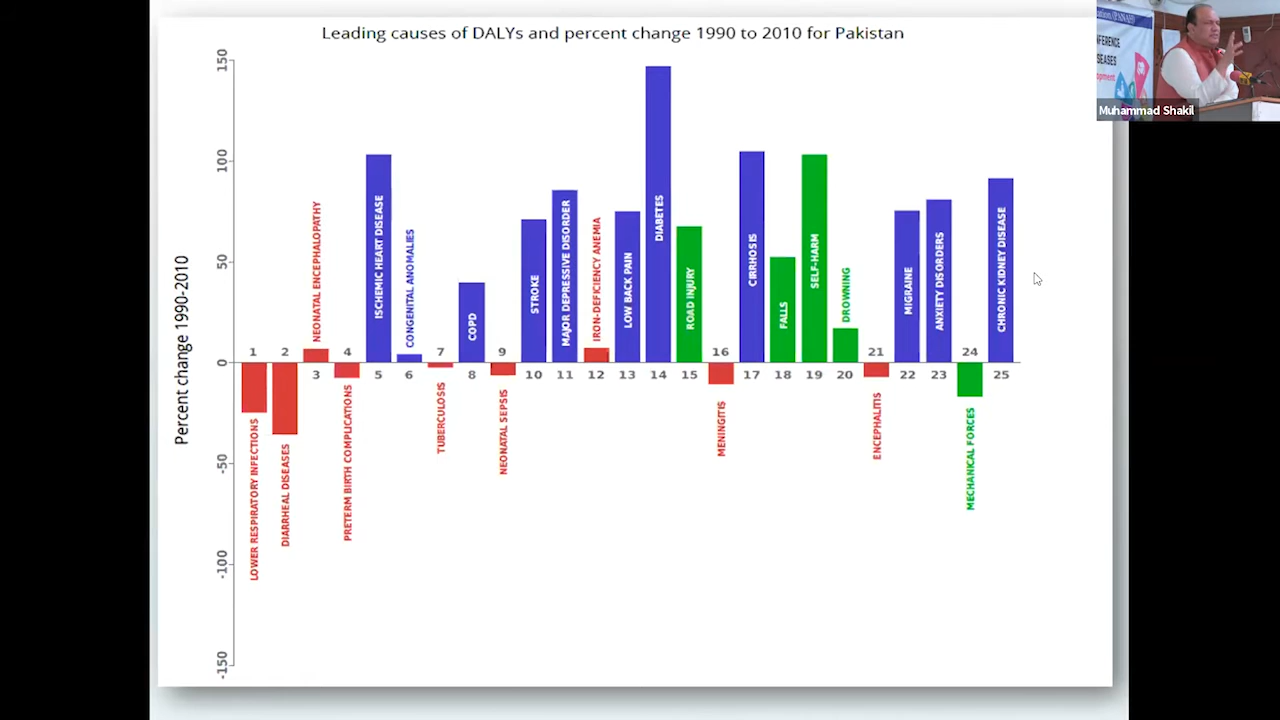 Leading causes of DALYs and percent change 1990 to 2010 for Pakistan
(PANAH)
Muhammad Shakil
Percent change 1990-2010
150
100
50
0
-50
-100
-150
1
LOWER RESPIRATORY INFECTIONS
2
DIARRHEAL DISEASES
3
NEONATAL ENCEPHALOPATHY
4
PRETERM BIRTH COMPLICATIONS
5
ISCHEMIC HEART DISEASE
6
CONGENITAL ANOMALIES
7
TUBERCULOSIS
8
COPD
9
NEONATAL SEPSIS
10
STROKE
11
MAJOR DEPRESSIVE DISORDER
12
IRON-DEFICIENCY ANEMIA
13
LOW BACK PAIN
14
DIABETES
15
ROAD INJURY
16
MENINGITIS
17
CIRRHOSIS
18
FALLS
19
SELF-HARM
20
DROWNING
21
ENCEPHALITIS
22
MIGRAINE
23
ANXIETY DISORDERS
24
MECHANICAL FORCES
25
CHRONIC KIDNEY DISEASE